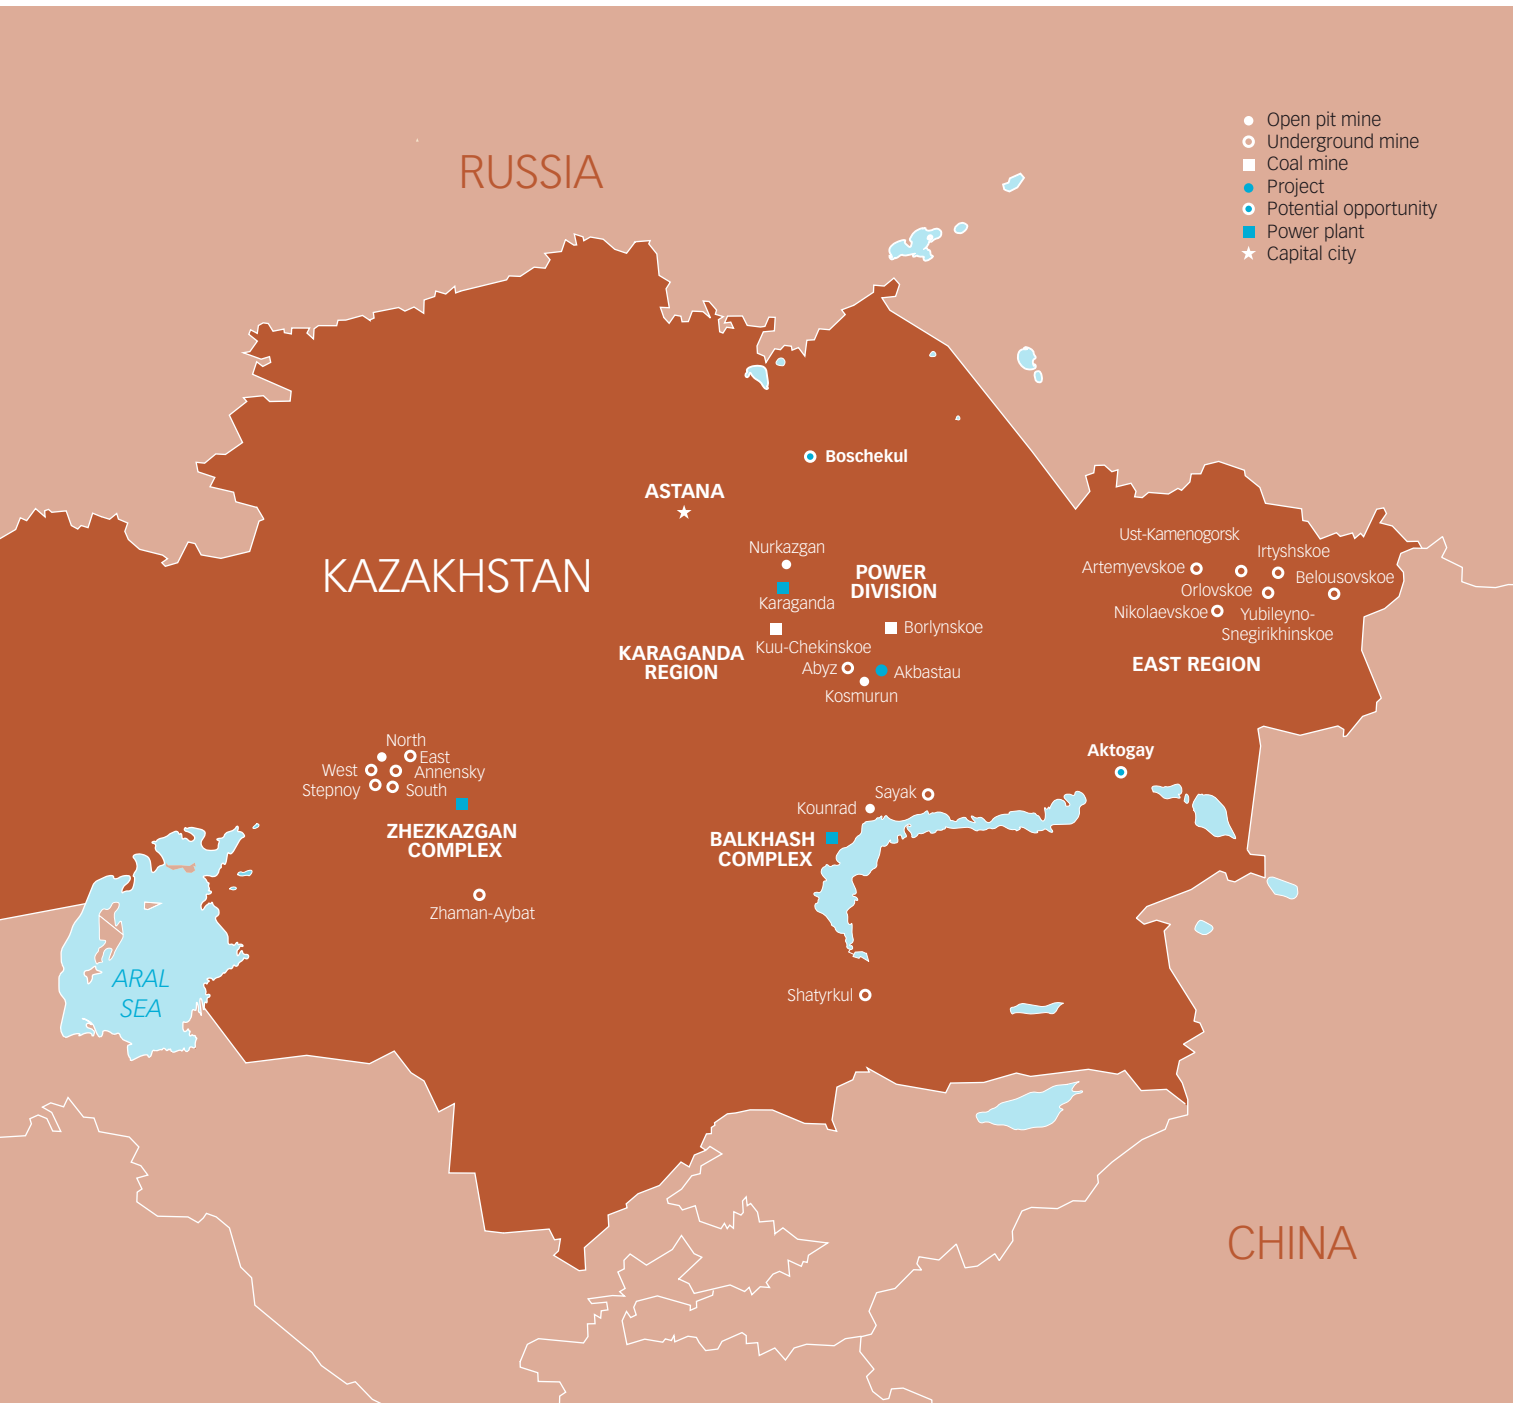 Open pit mine
Underground mine
Coal mine
Project
Potential opportunity
Power plant
Capital city
RUSSIA
Boschekul
ASTANA
KAZAKHSTAN
Nurkazgan
Karaganda
POWER
DIVISION
Kuu-Chekinskoe
Borlynskoe
KARAGANDA
REGION
Abyz
Akbastau
Kosmurun
Ust-Kamenogorsk
Irtyshskoe
Artemyevskoe
Belousovskoe
Orlovskoe
Nikolaevskoe
Yubileyno-
Snegirikhinskoe
EAST REGION
North
East
West
Annensky
Stepnoy
South
ZHEZKAZGAN
COMPLEX
Zhaman-Aybat
Aktogay
Sayak
Kounrad
BALKHASH
COMPLEX
ARAL
SEA
Shatyrkul
CHINA